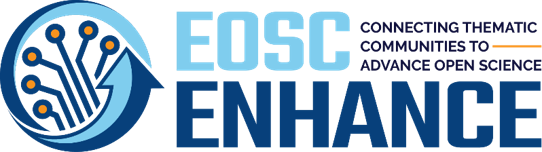 EOSC
CONNECTING THEMATIC
COMMUNITIES TO
ADVANCE OPEN SCIENCE
ENHANCE